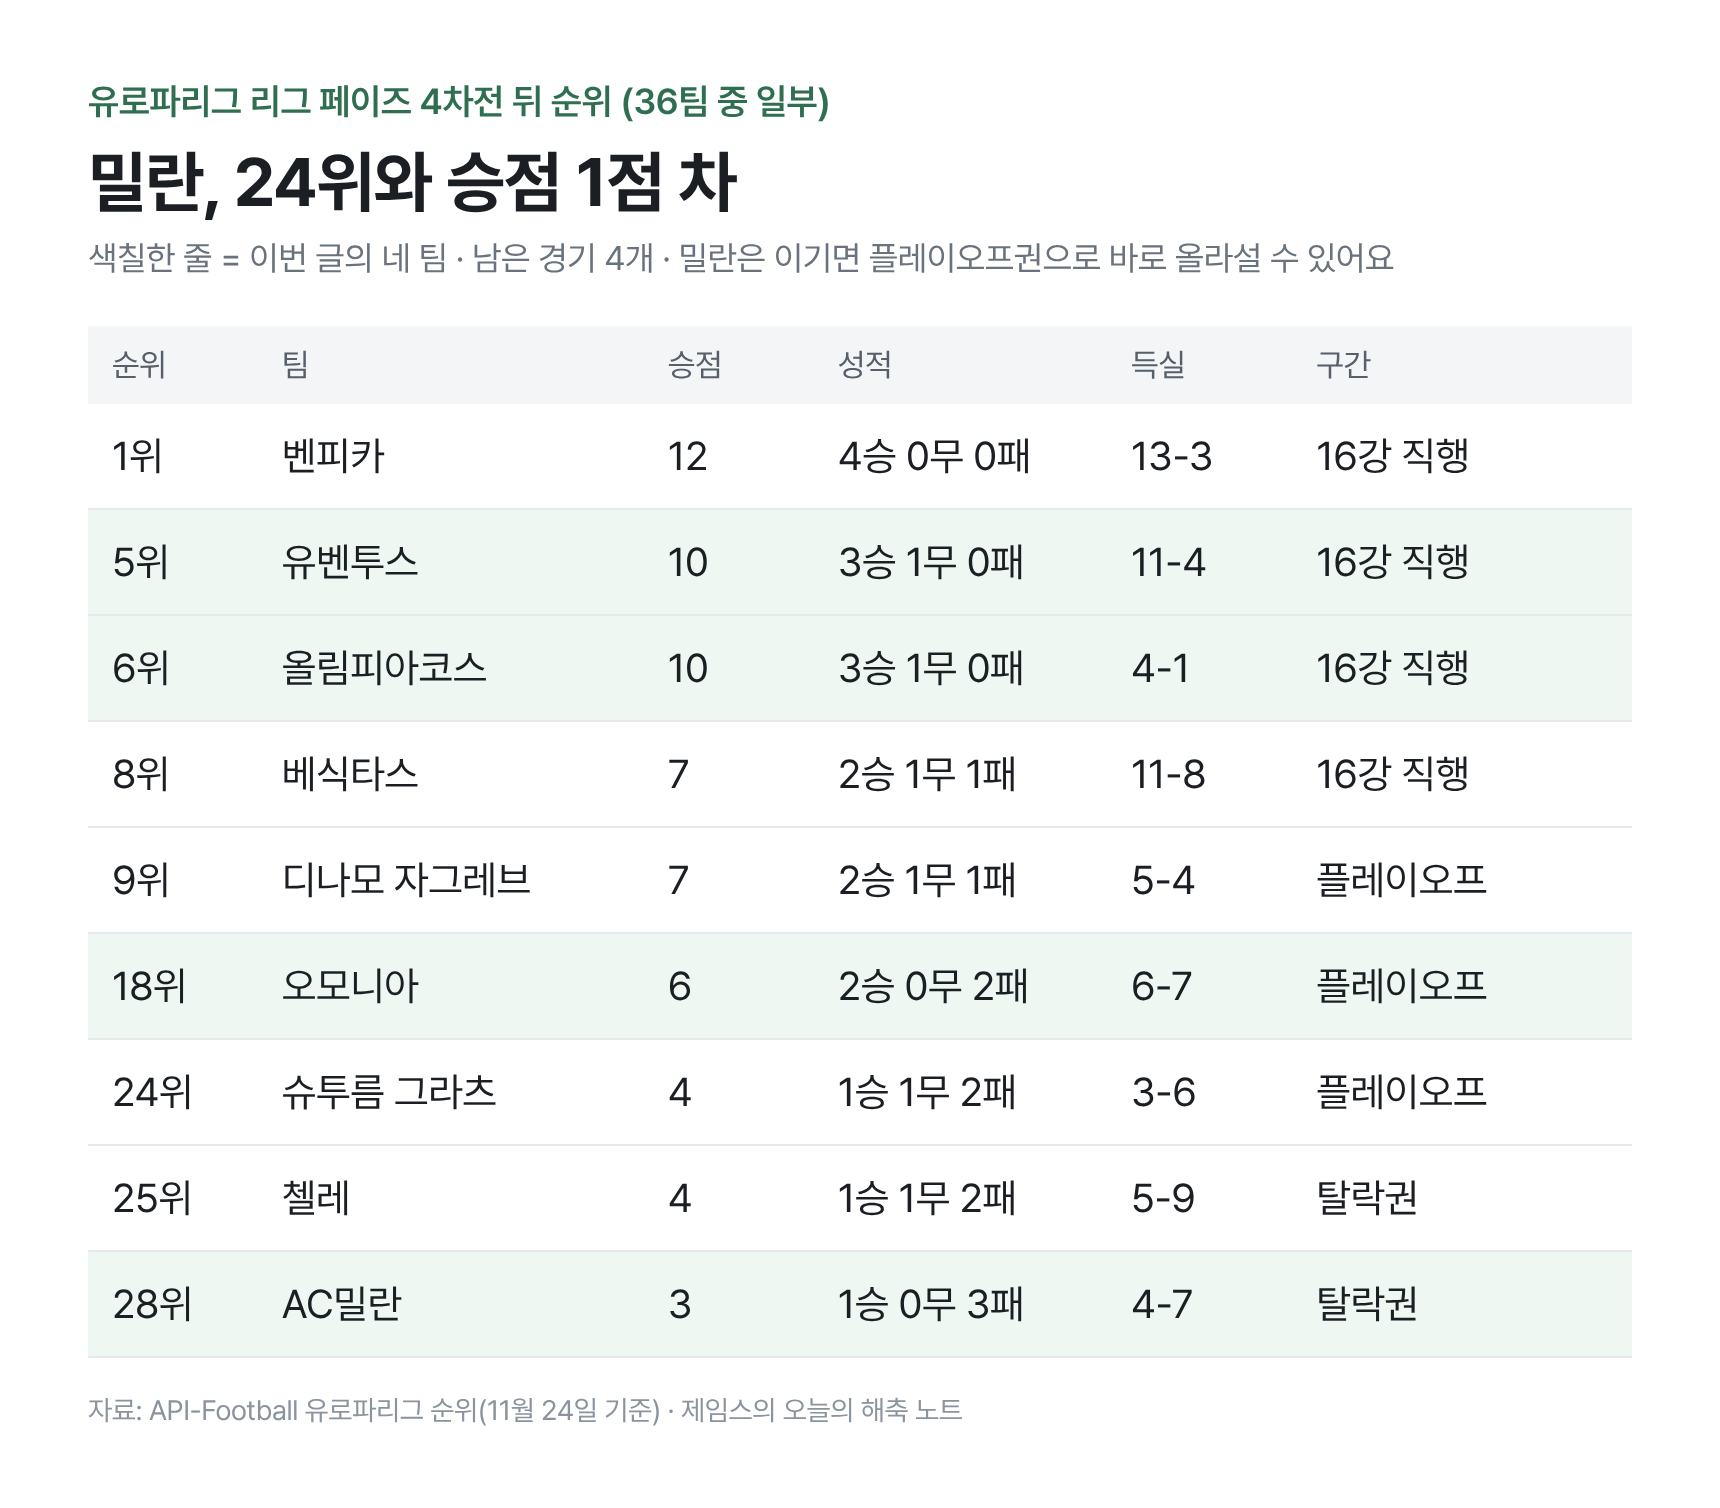 유로파리그 리그 페이즈 4차전 뒤 순위 (36팀 중 일부)
밀란, 24위와 승점 1점 차
색칠한 줄 = 이번 글의 네 팀 · 남은 경기 4개 · 밀란은 이기면 플레이오프권으로 바로 올라설 수 있어요
순위 팀 승점 성적 득실 구간
1위 벤피카 12 4승 0무 0패 13-3 16강 직행
5위 유벤투스 10 3승 1무 0패 11-4 16강 직행
6위 올림피아코스 10 3승 1무 0패 4-1 16강 직행
8위 베식타스 7 2승 1무 1패 11-8 16강 직행
9위 디나모 자그레브 7 2승 1무 1패 5-4 플레이오프
18위 오모니아 6 2승 0무 2패 6-7 플레이오프
24위 슈투름 그라츠 4 1승 1무 2패 3-6 플레이오프
25위 첼레 4 1승 1무 2패 5-9 탈락권
28위 AC밀란 3 1승 0무 3패 4-7 탈락권
자료: API-Football 유로파리그 순위(11월 24일 기준) · 제임스의 오늘의 해축 노트